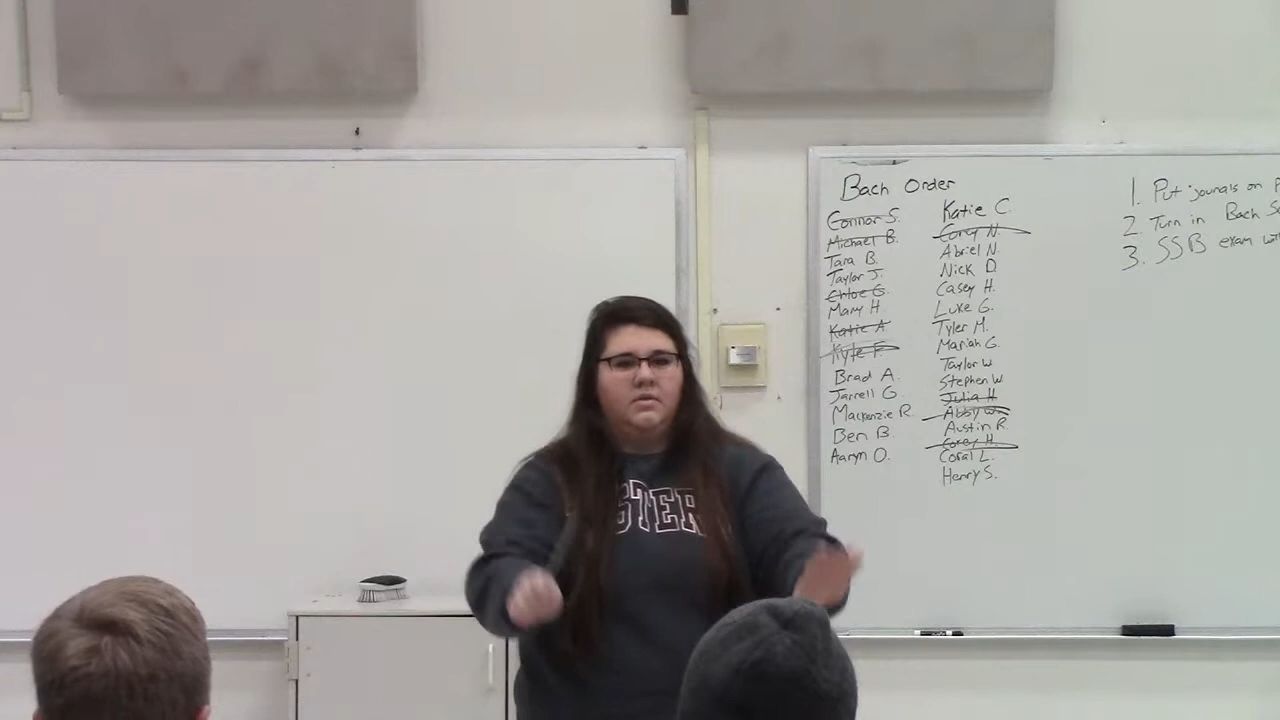 Bach Order
Connor S.
Michael B.
Tara B.
Taylor J.
Chloe G.
Mary H.
Katie A
Kyle F.
Brad A.
Jarrell G.
Mackenzie R.
Ben B.
Aaryn O.
Katie C.
Corey N.
Abriel N.
Nick D.
Casey H.
Luke G.
Tyler M.
Mariah G.
Taylor W
Stephen W
Julia H
Abby W.
Austin R.
Corey H.
Coral L.
Henry S.
1. Put journals on
2. Turn in Bach
3. SSB exam
STER